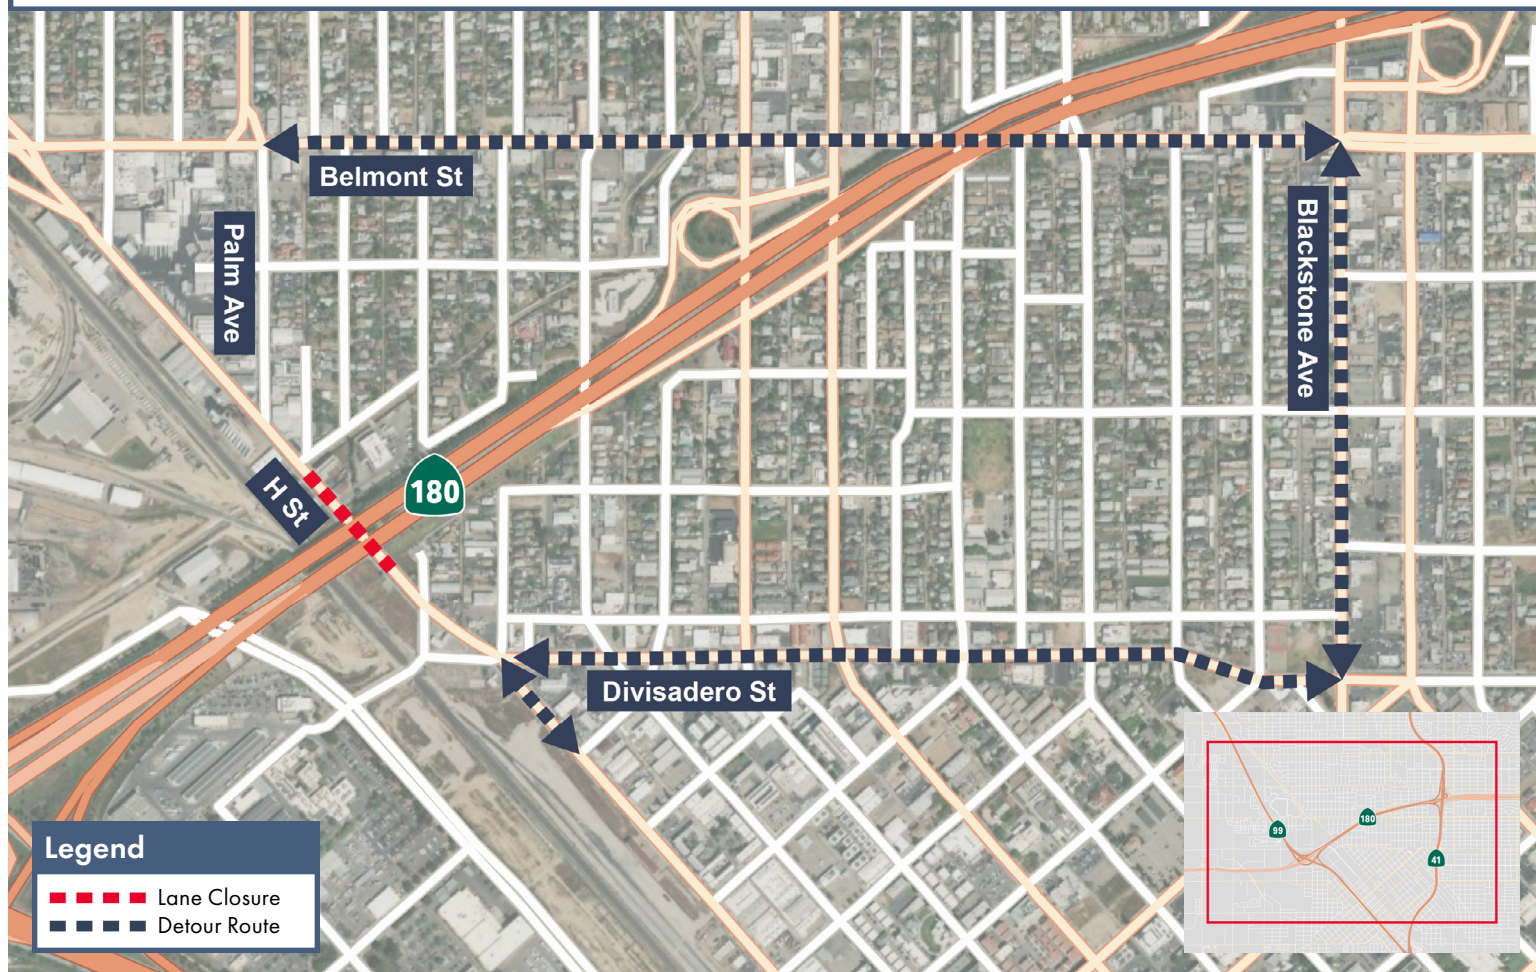 Belmont St
Palm Ave
Blackstone Ave
H St
180
Divisadero St
Legend
Lane Closure
Detour Route
99
180
41